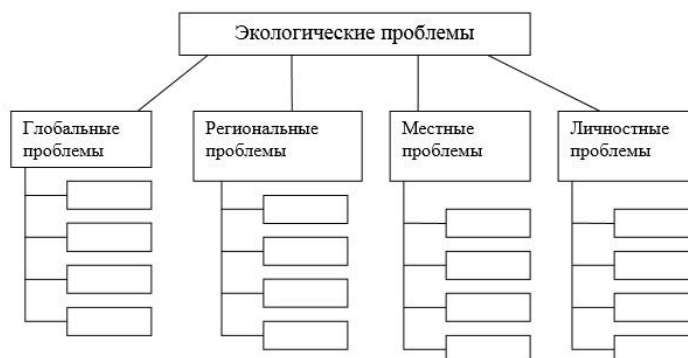 Экологические проблемы
Глобальные
проблемы
Региональные
проблемы
Местные
проблемы
Личностные
проблемы